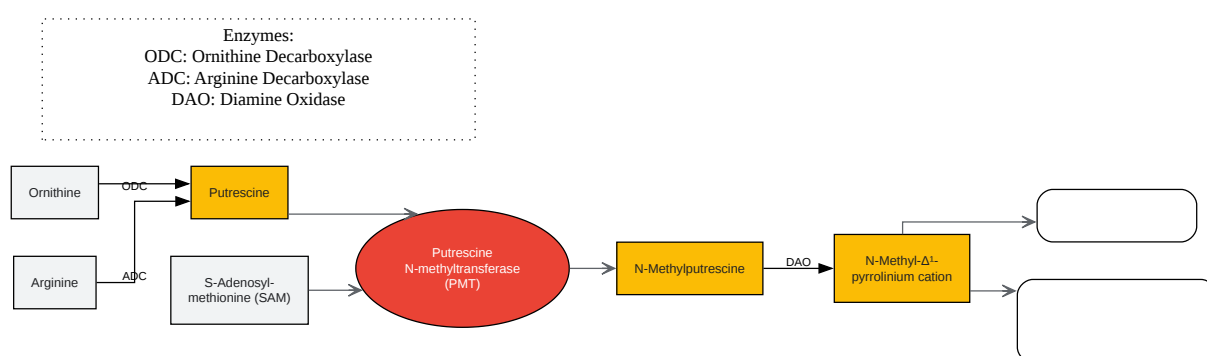 Enzymes:
ODC: Ornithine Decarboxylase
ADC: Arginine Decarboxylase
DAO: Diamine Oxidase
Ornithine
ODC
Putrescine
Arginine
ADC
S-Adenosyl-
methionine (SAM)
Putrescine
N-methyltransferase
(PMT)
N-Methylputrescine
DAO
N-Methyl-Δ¹-
pyrrolinium cation